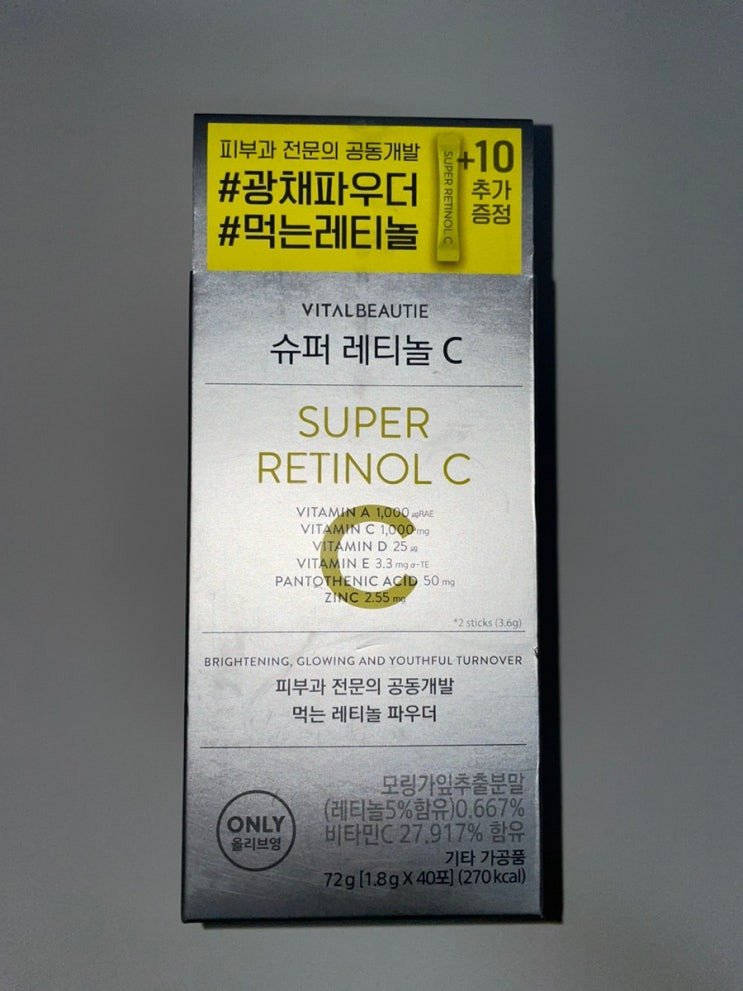 피부과 전문의 공동개발
#광채파우더
#먹는레티놀
SUPER RETINOL C
+10
추가
증정
VITALBEAUTIE
슈퍼 레티놀 C
SUPER
RETINOL C
C
VITAMIN A 1,000 μgRAE
VITAMIN C 1,000 mg
VITAMIN D 25 μg
VITAMIN E 3.3 mg α-TE
PANTOTHENIC ACID 50 mg
ZINC 2.55 mg
*2 sticks (3.6g)
BRIGHTENING, GLOWING AND YOUTHFUL TURNOVER
피부과 전문의 공동개발
먹는 레티놀 파우더
ONLY
올리브영
모링가잎추출분말
(레티놀5%함유)0.667%
비타민C 27.917% 함유
기타 가공품
72g [1.8g X 40포] (270kcal)